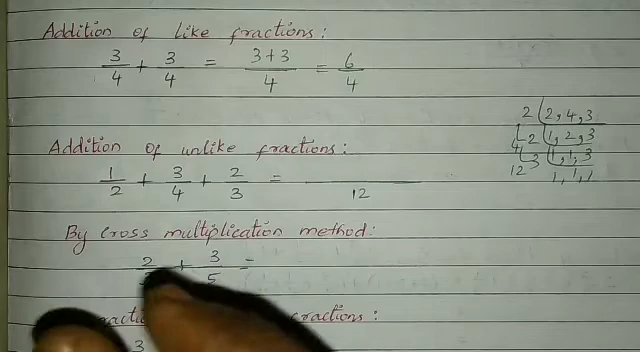 Addition of like fractions:
3/4 + 3/4 = 3+3/4 = 6/4
Addition of unlike fractions:
1/2 + 3/4 + 2/3 = /12
2 | 2, 4, 3
2 | 1, 2, 3
4
3 | 1, 1, 3
12 1, 1, 1
By cross multiplication method:
2/ + 3/5 =
fractions:
3